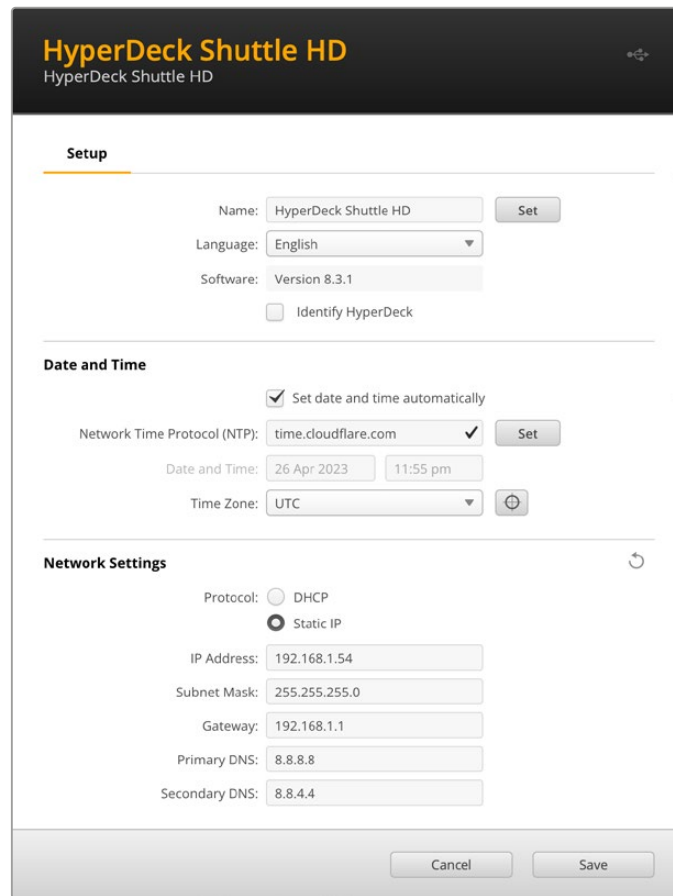 HyperDeck Shuttle HD
HyperDeck Shuttle HD
Setup
Name: HyperDeck Shuttle HD Set
Language: English
Software: Version 8.3.1
Identify HyperDeck
Date and Time
Set date and time automatically
Network Time Protocol (NTP): time.cloudflare.com Set
Date and Time: 26 Apr 2023 11:55 pm
Time Zone: UTC
Network Settings
Protocol: DHCP
Static IP
IP Address: 192.168.1.54
Subnet Mask: 255.255.255.0
Gateway: 192.168.1.1
Primary DNS: 8.8.8.8
Secondary DNS: 8.8.4.4
Cancel Save